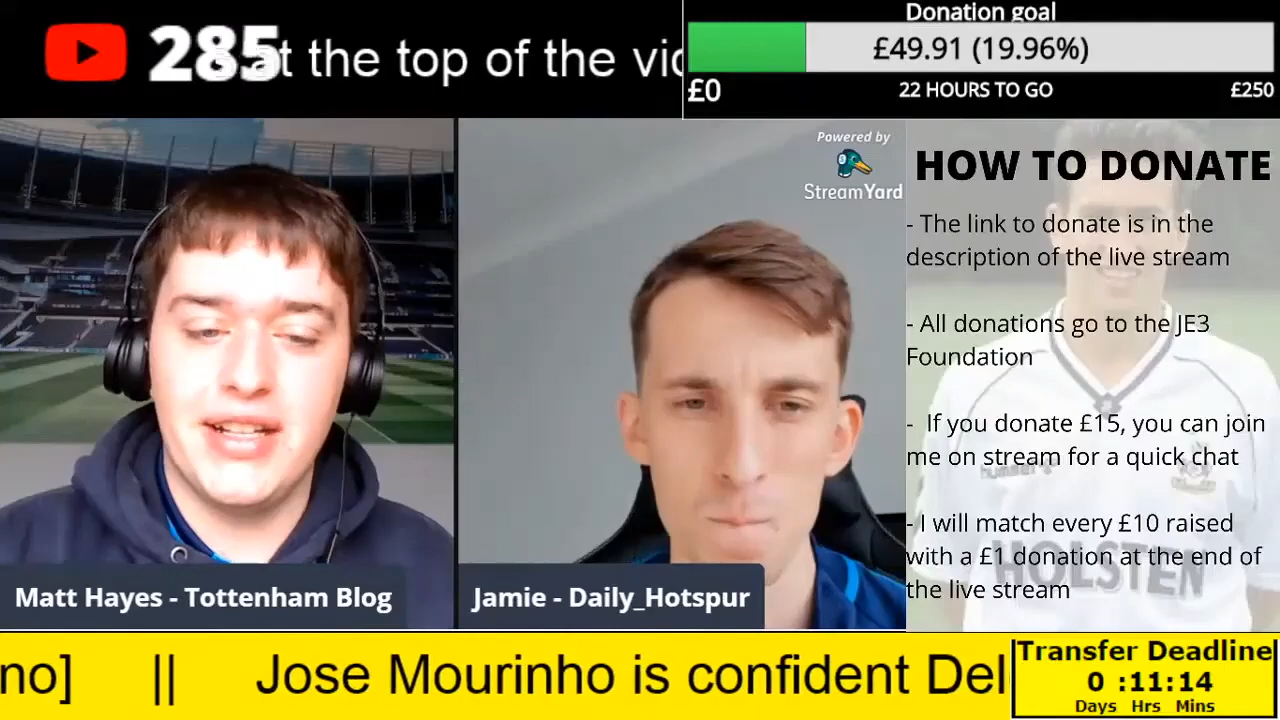 285
at the top of the vid
Donation goal
£49.91 (19.96%)
£0
22 HOURS TO GO
£250
Powered by
StreamYard
HOW TO DONATE
- The link to donate is in the
description of the live stream
- All donations go to the JE3
Foundation
- If you donate £15, you can join
me on stream for a quick chat
- I will match every £10 raised
with a £1 donation at the end of
the live stream
hummel
HOLSTEN
Matt Hayes - Tottenham Blog
Jamie - Daily_Hotspur
no] || Jose Mourinho is confident Del
Transfer Deadline
0 :11:14
Days Hrs Mins